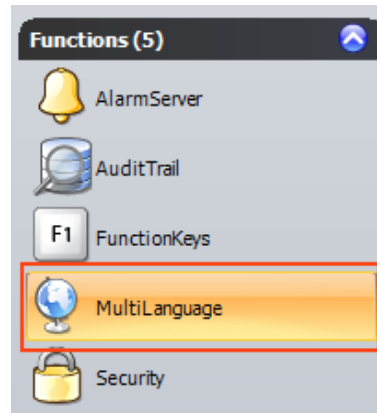 Functions (5)
AlarmServer
AuditTrail
F1 FunctionKeys
MultiLanguage
Security